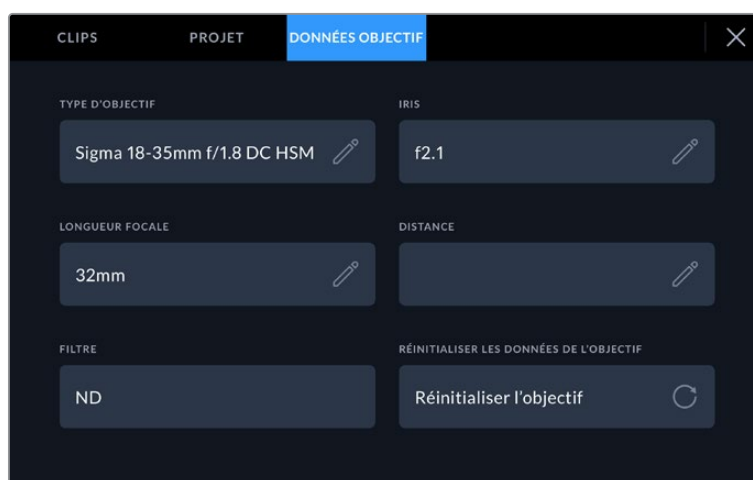 CLIPS PROJET DONNÉES OBJECTIF
TYPE D'OBJECTIF IRIS
Sigma 18-35mm f/1.8 DC HSM f2.1
LONGUEUR FOCALE DISTANCE
32mm
FILTRE RÉINITIALISER LES DONNÉES DE L'OBJECTIF
ND Réinitialiser l'objectif